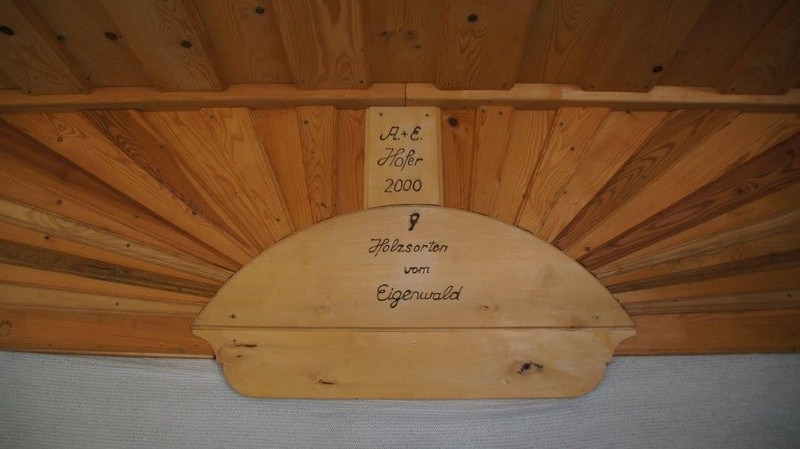 A.+E.
Hofer
2000
9
Holzsorten
vom
Eigenwald